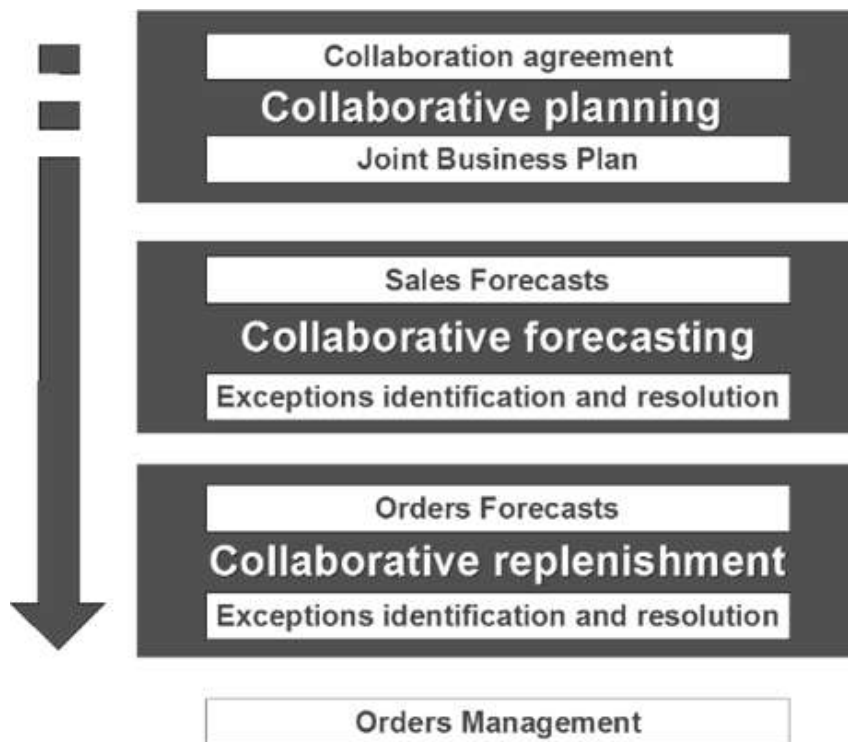 Collaboration agreement
Collaborative planning
Joint Business Plan
Sales Forecasts
Collaborative forecasting
Exceptions identification and resolution
Orders Forecasts
Collaborative replenishment
Exceptions identification and resolution
Orders Management